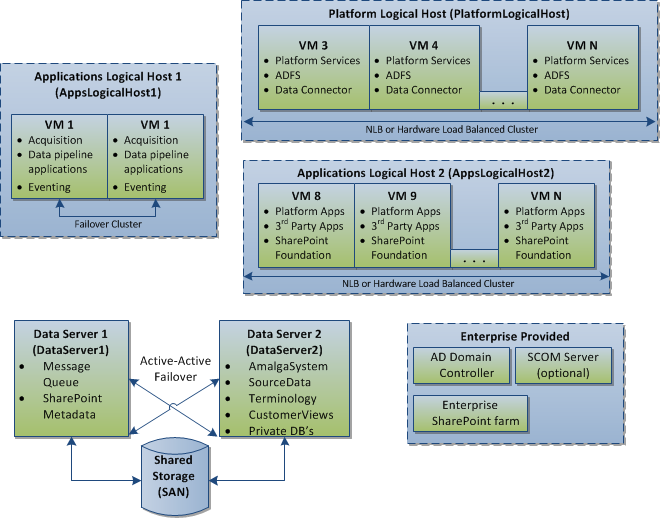 Platform Logical Host (PlatformLogicalHost)
VM 3
• Platform Services
• ADFS
• Data Connector
VM 4
• Platform Services
• ADFS
• Data Connector
. . .
VM N
• Platform Services
• ADFS
• Data Connector
NLB or Hardware Load Balanced Cluster
Applications Logical Host 1
(AppsLogicalHost1)
VM 1
• Acquisition
• Data pipeline
applications
• Eventing
VM 1
• Acquisition
• Data pipeline
applications
• Eventing
Failover Cluster
Applications Logical Host 2 (AppsLogicalHost2)
VM 8
• Platform Apps
• 3rd Party Apps
• SharePoint
Foundation
VM 9
• Platform Apps
• 3rd Party Apps
• SharePoint
Foundation
. . .
VM N
• Platform Apps
• 3rd Party Apps
• SharePoint
Foundation
NLB or Hardware Load Balanced Cluster
Data Server 1
(DataServer1)
• Message
Queue
• SharePoint
Metadata
Active-Active
Failover
Data Server 2
(DataServer2)
• AmalgaSystem
• SourceData
• Terminology
• CustomerViews
• Private DB's
Shared
Storage
(SAN)
Enterprise Provided
AD Domain
Controller
SCOM Server
(optional)
Enterprise
SharePoint farm